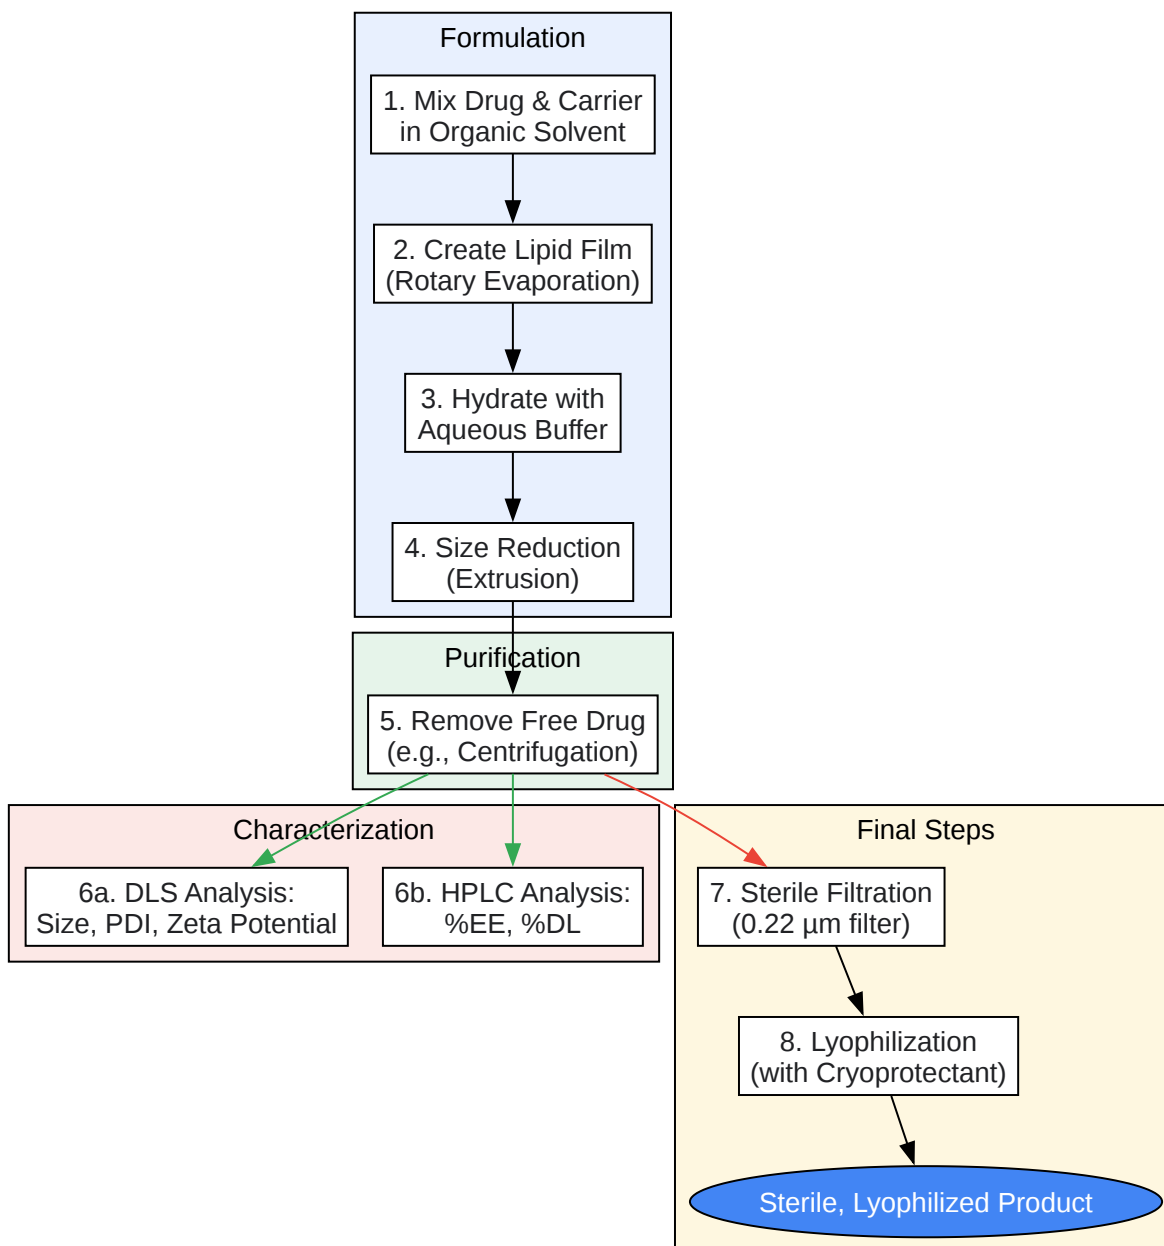 Formulation
1. Mix Drug & Carrier
in Organic Solvent
2. Create Lipid Film
(Rotary Evaporation)
3. Hydrate with
Aqueous Buffer
4. Size Reduction
(Extrusion)
Purification
5. Remove Free Drug
(e.g., Centrifugation)
Characterization
6a. DLS Analysis:
Size, PDI, Zeta Potential
6b. HPLC Analysis:
%EE, %DL
Final Steps
7. Sterile Filtration
(0.22 µm filter)
8. Lyophilization
(with Cryoprotectant)
Sterile, Lyophilized Product